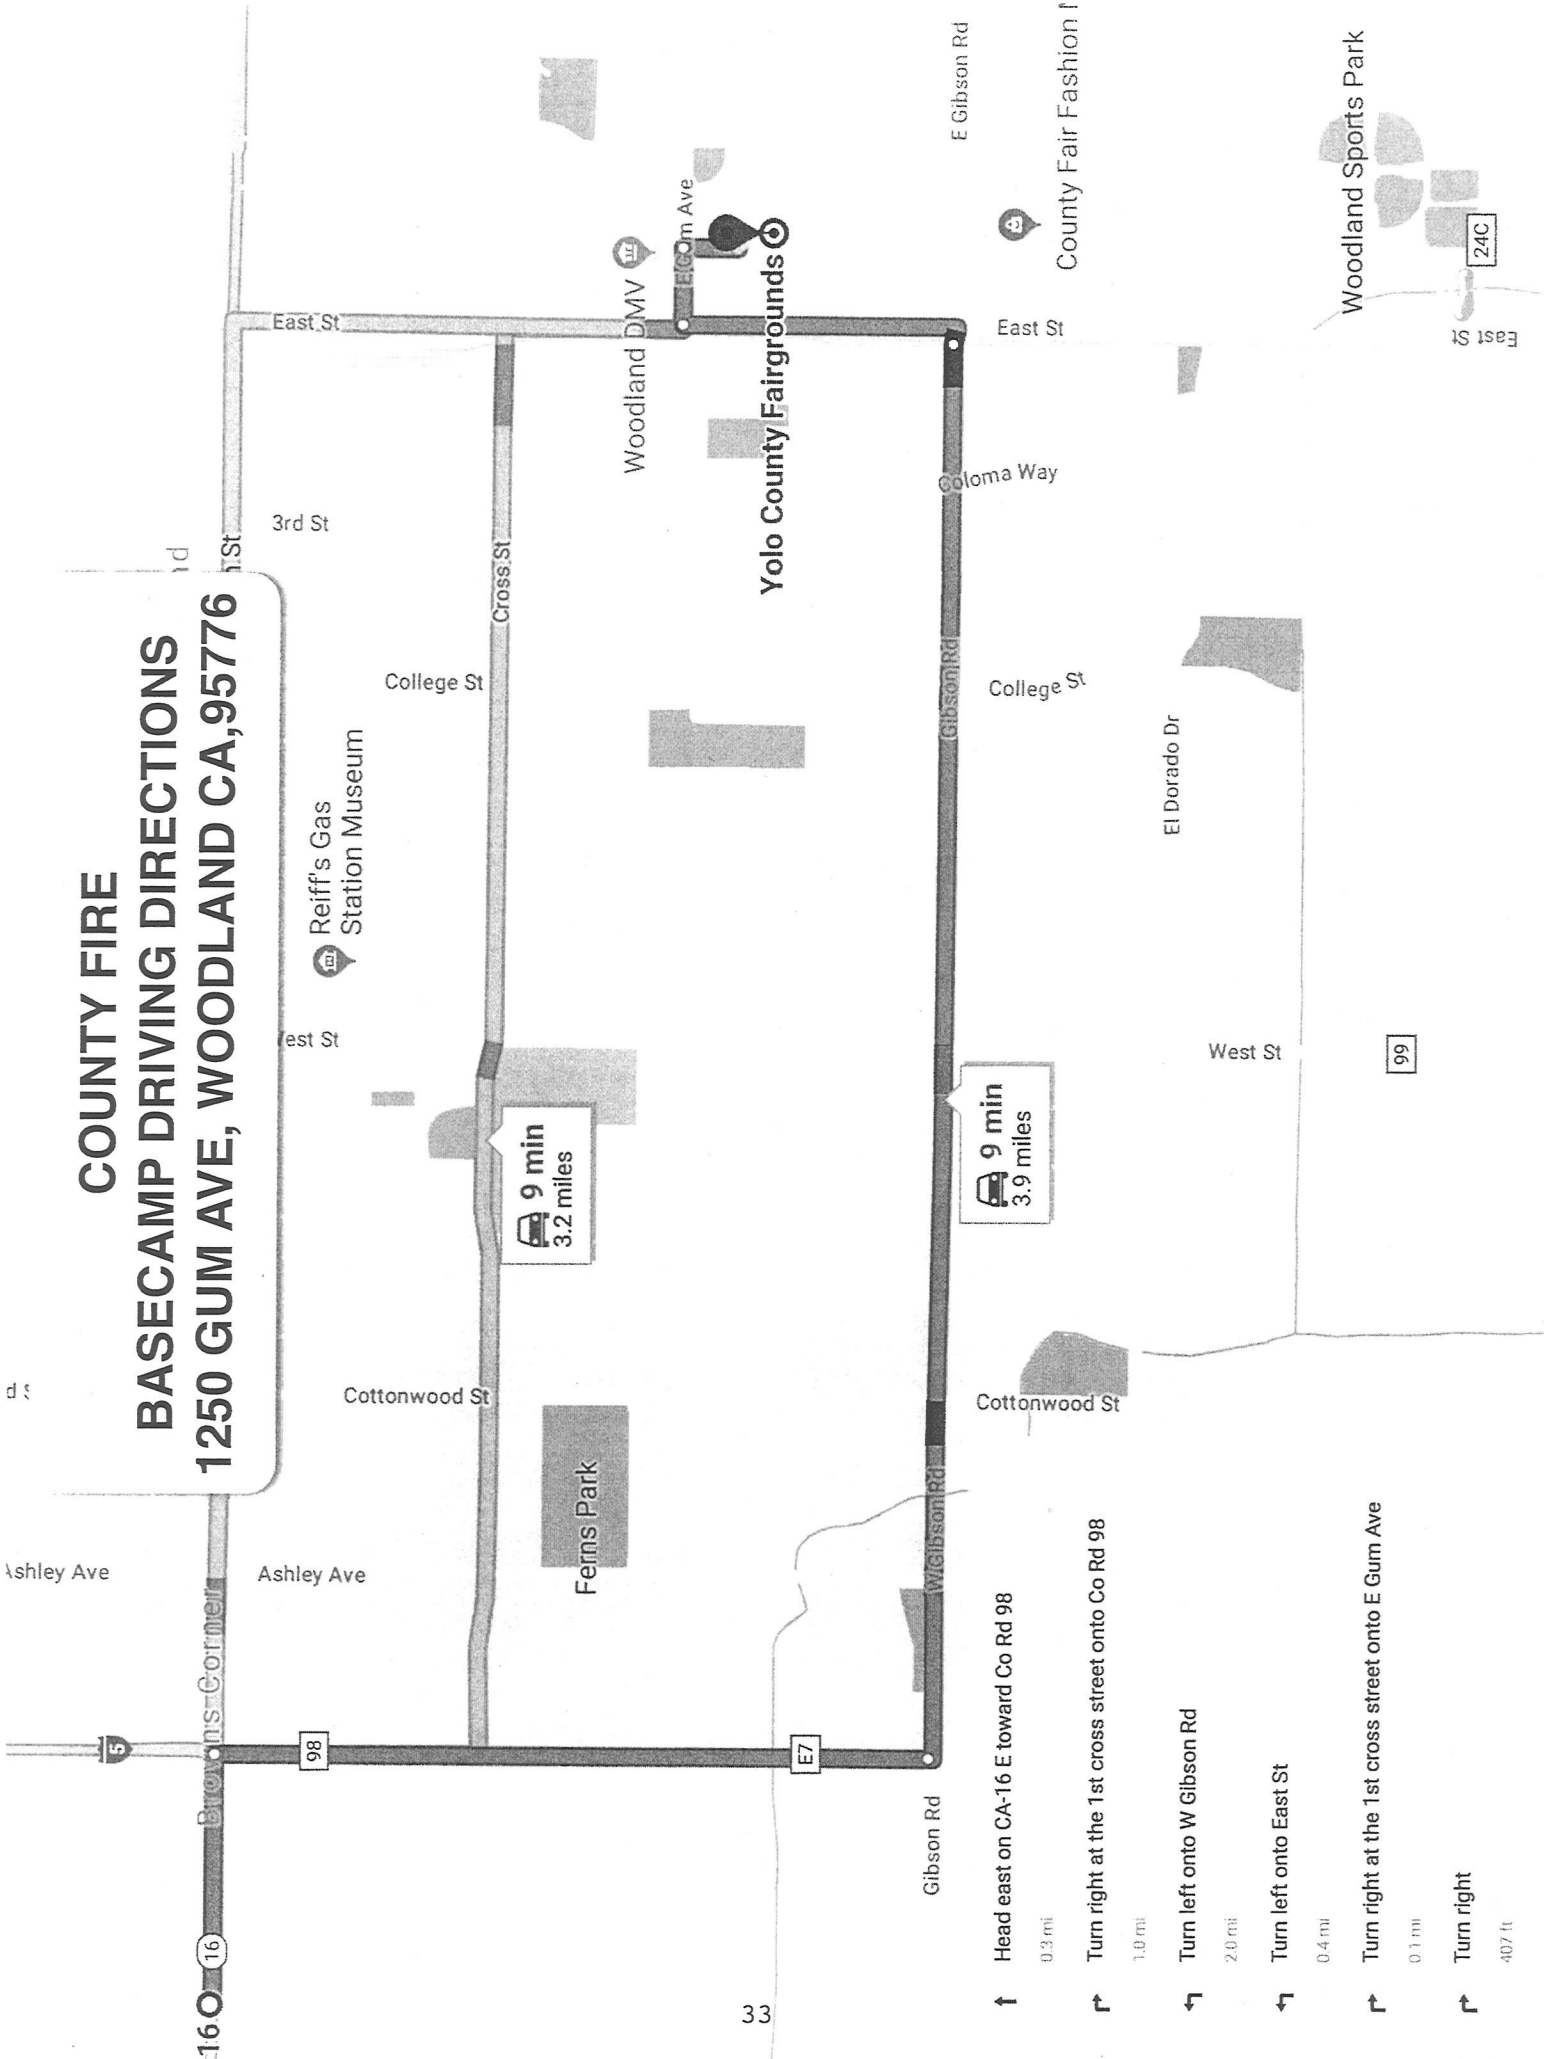 COUNTY FIRE
BASECAMP DRIVING DIRECTIONS
1250 GUM AVE, WOODLAND CA,95776
Ashley Ave
Brown's Corner
Ashley Ave
5
16
16
98
E7
Reiff's Gas
Station Museum
3rd St
East St
College St
Cross St
Cottonwood St
Ferns Park
9 min
3.2 miles
Woodland DMV
E Gum Ave
Yolo County Fairgrounds
E Gibson Rd
County Fair Fashion
East St
Coloma Way
Gibson Rd
College St
El Dorado Dr
West St
99
9 min
3.9 miles
Cottonwood St
W Gibson Rd
Gibson Rd
Woodland Sports Park
24C
East St
Head east on CA-16 E toward Co Rd 98
0.3 mi
Turn right at the 1st cross street onto Co Rd 98
1.0 mi
Turn left onto W Gibson Rd
2.0 mi
Turn left onto East St
0.4 mi
Turn right at the 1st cross street onto E Gum Ave
0.1 mi
Turn right
407 ft
33